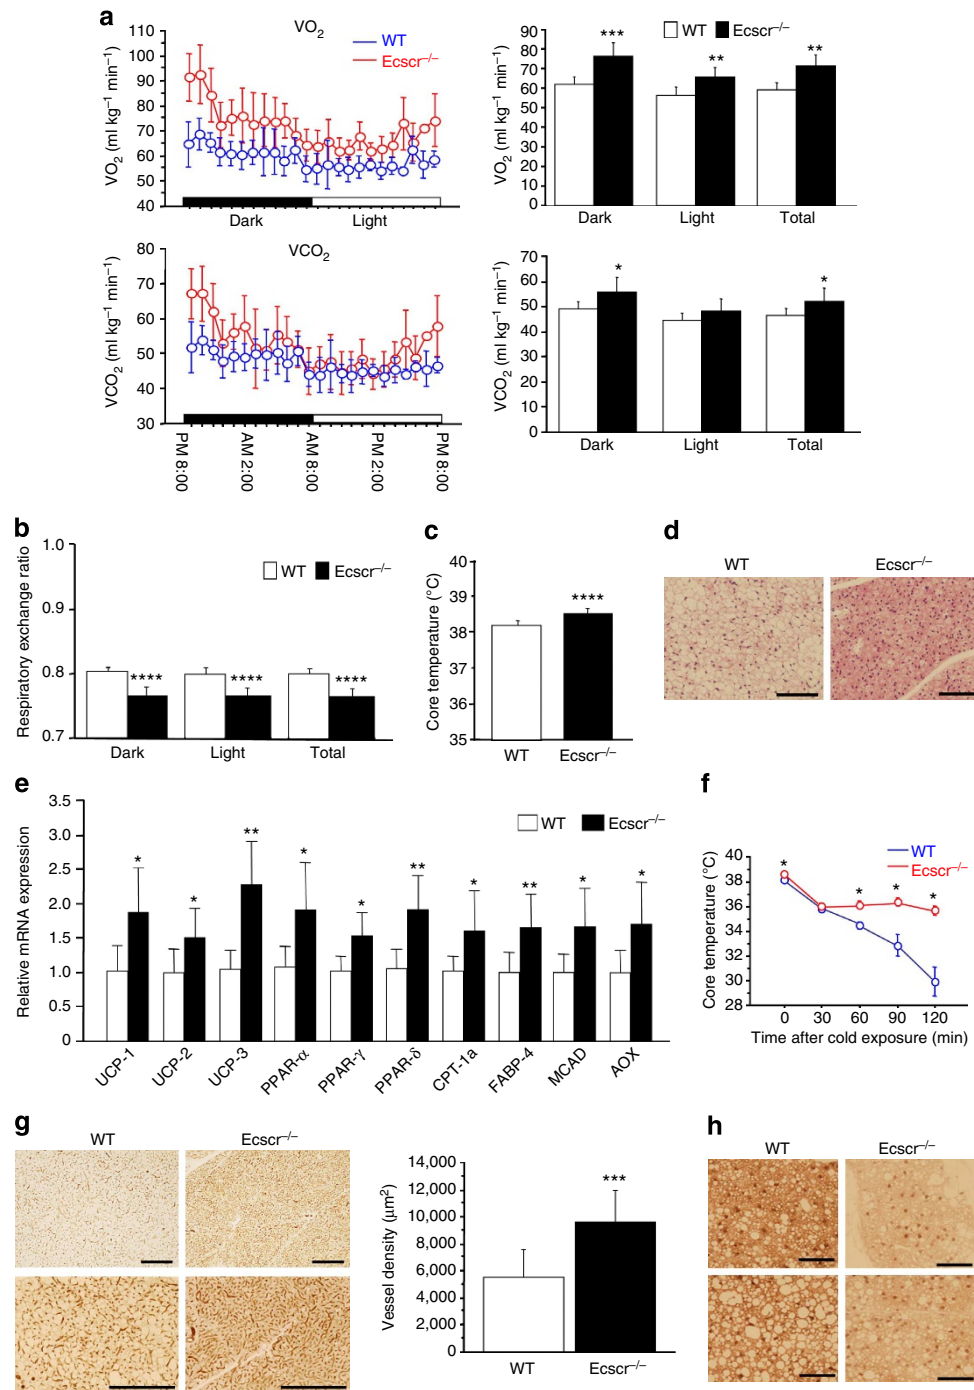 a
VO2
WT
Ecscr–/–
VO2 (ml kg–1 min–1)
110
100
90
80
70
60
50
40
Dark
Light
WT
Ecscr–/–
VO2 (ml kg–1 min–1)
90
80
70
60
50
40
30
20
10
0
***
**
**
Dark
Light
Total
VCO2
VCO2 (ml kg–1 min–1)
80
70
60
50
40
30
PM 8:00
AM 2:00
AM 8:00
PM 2:00
PM 8:00
VCO2 (ml kg–1 min–1)
70
60
50
40
30
20
10
0
*
*
Dark
Light
Total
b
Respiratory exchange ratio
1.0
0.9
0.8
0.7
WT
Ecscr–/–
****
****
****
Dark
Light
Total
c
Core temperature (°C)
40
39
38
37
36
35
****
WT
Ecscr–/–
d
WT
Ecscr–/–
e
Relative mRNA expression
3.5
3.0
2.5
2.0
1.5
1.0
0.5
0
WT
Ecscr–/–
*
*
**
*
*
**
*
**
*
*
UCP-1
UCP-2
UCP-3
PPAR-α
PPAR-γ
PPAR-δ
CPT-1a
FABP-4
MCAD
AOX
f
WT
Ecscr–/–
Core temperature (°C)
40
38
36
34
32
30
28
*
*
*
*
0
30
60
90
120
Time after cold exposure (min)
g
WT
Ecscr–/–
Vessel density (μm2)
14,000
12,000
10,000
8,000
6,000
4,000
2,000
0
***
WT
Ecscr–/–
h
WT
Ecscr–/–